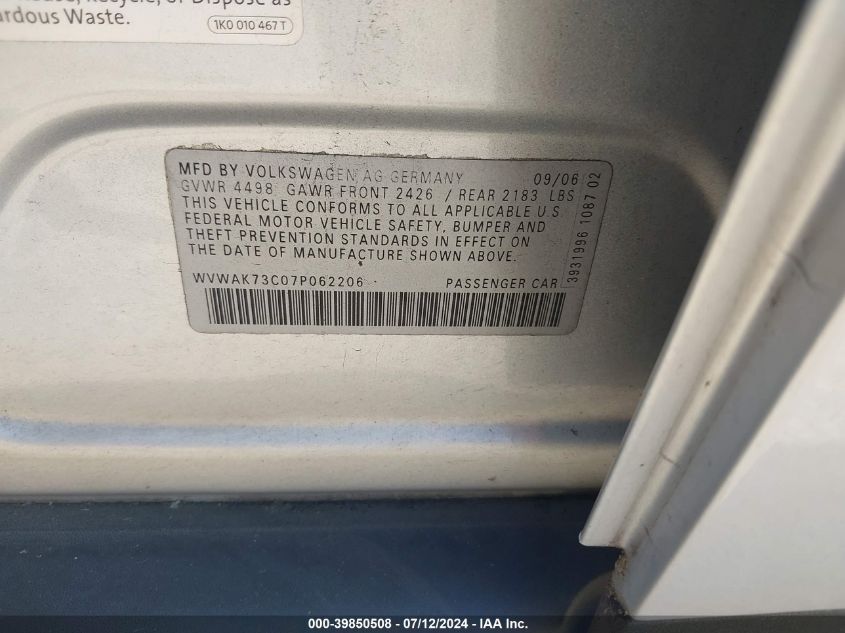 or Dispose as
ardous Waste.
1K0 010 467 T
MFD BY VOLKSWAGEN AG GERMANY 09/06
GVWR 4498 GAWR FRONT 2426 / REAR 2183 LBS
THIS VEHICLE CONFORMS TO ALL APPLICABLE U.S
FEDERAL MOTOR VEHICLE SAFETY, BUMPER AND
THEFT PREVENTION STANDARDS IN EFFECT ON
THE DATE OF MANUFACTURE SHOWN ABOVE.
WVWAK73C07P062206 PASSENGER CAR
3931996 1087 02
000-39850508 - 07/12/2024 - IAA Inc.